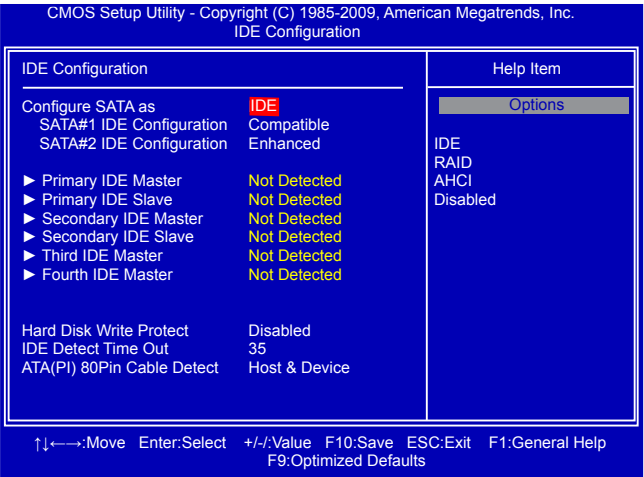 CMOS Setup Utility - Copyright (C) 1985-2009, American Megatrends, Inc.
IDE Configuration
IDE Configuration
Configure SATA as IDE
SATA#1 IDE Configuration Compatible
SATA#2 IDE Configuration Enhanced
► Primary IDE Master Not Detected
► Primary IDE Slave Not Detected
► Secondary IDE Master Not Detected
► Secondary IDE Slave Not Detected
► Third IDE Master Not Detected
► Fourth IDE Master Not Detected
Hard Disk Write Protect Disabled
IDE Detect Time Out 35
ATA(PI) 80Pin Cable Detect Host & Device
Help Item
Options
IDE
RAID
AHCI
Disabled
↑↓←→:Move Enter:Select +/-/:Value F10:Save ESC:Exit F1:General Help
F9:Optimized Defaults